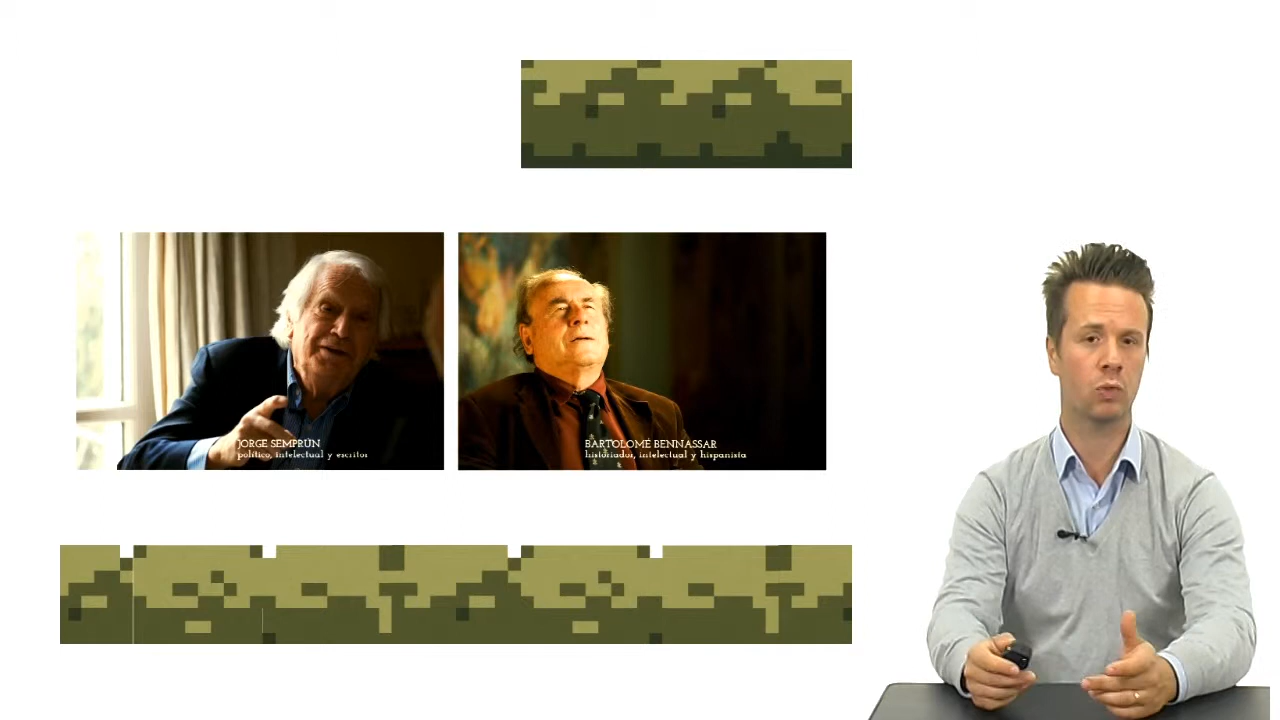 JORGE SEMPRÚN
político, intelectual y escritor
BARTOLOMÉ BENNASSAR
historiador, intelectual y hispanista